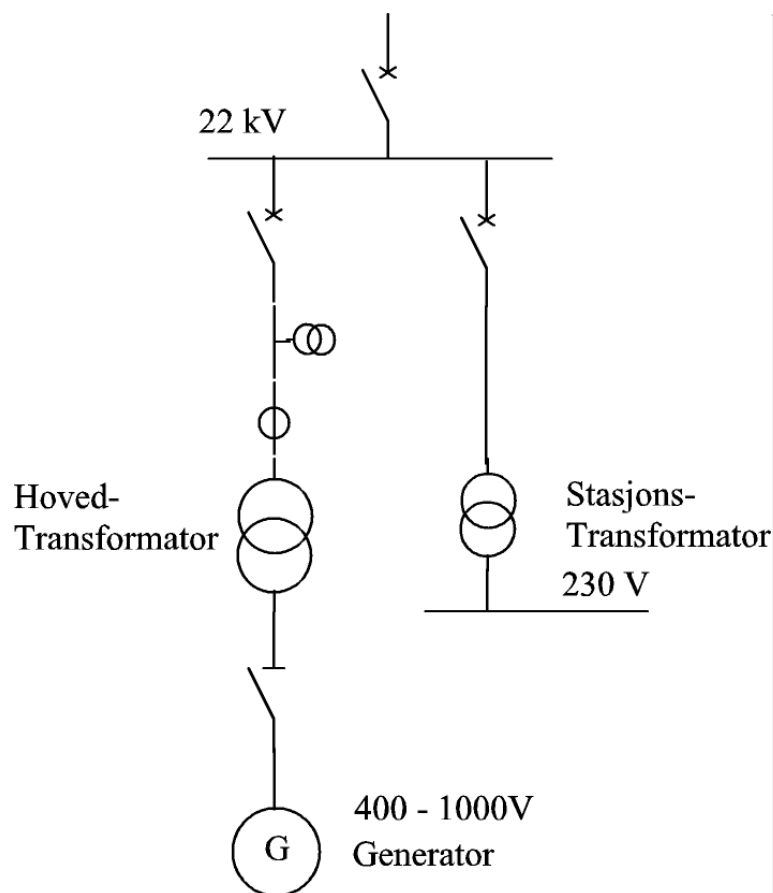 22 kV
Hoved-
Transformator
Stasjons-
Transformator
230 V
400 - 1000V
G
Generator